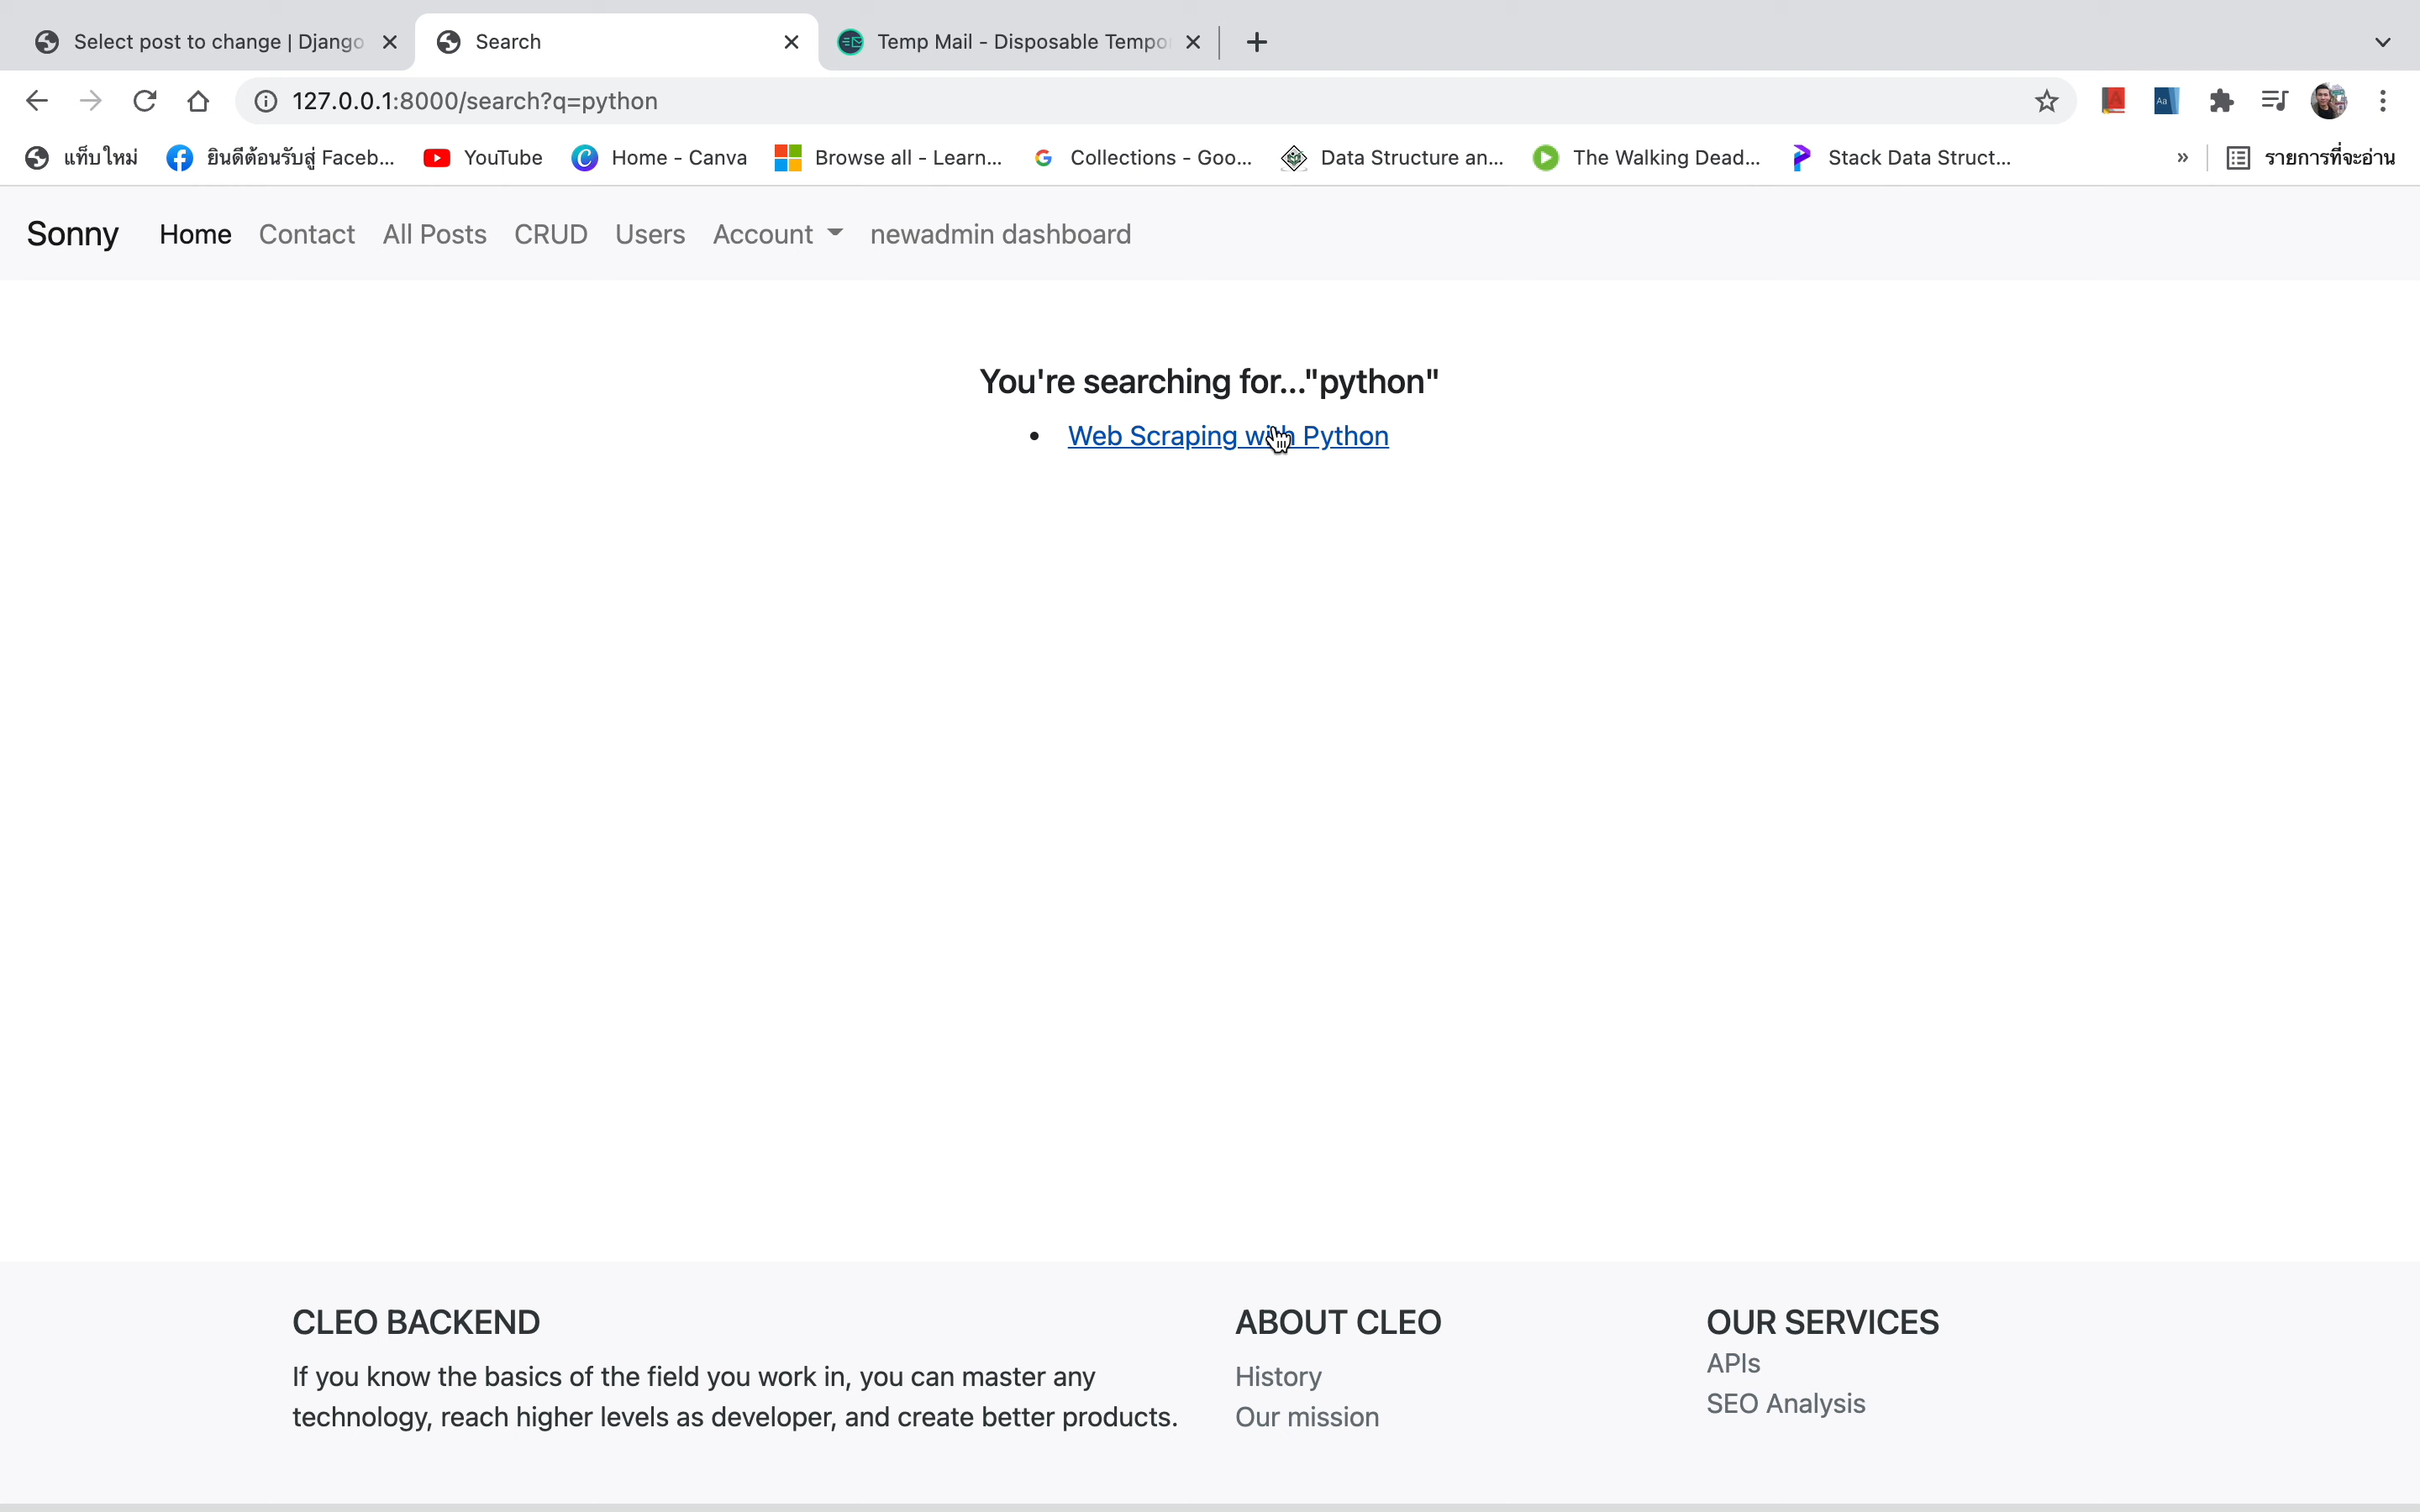 Select post to change | Django
Search
Temp Mail - Disposable Tempo
127.0.0.1:8000/search?q=python
แท็บใหม่
ยินดีต้อนรับสู่ Faceb...
YouTube
Home - Canva
Browse all - Learn...
Collections - Goo...
Data Structure an...
The Walking Dead...
Stack Data Struct...
»
รายการที่จะอ่าน
Sonny
Home
Contact
All Posts
CRUD
Users
Account
newadmin dashboard
You're searching for..."python"
Web Scraping with Python
CLEO BACKEND
If you know the basics of the field you work in, you can master any
technology, reach higher levels as developer, and create better products.
ABOUT CLEO
History
Our mission
OUR SERVICES
APIs
SEO Analysis